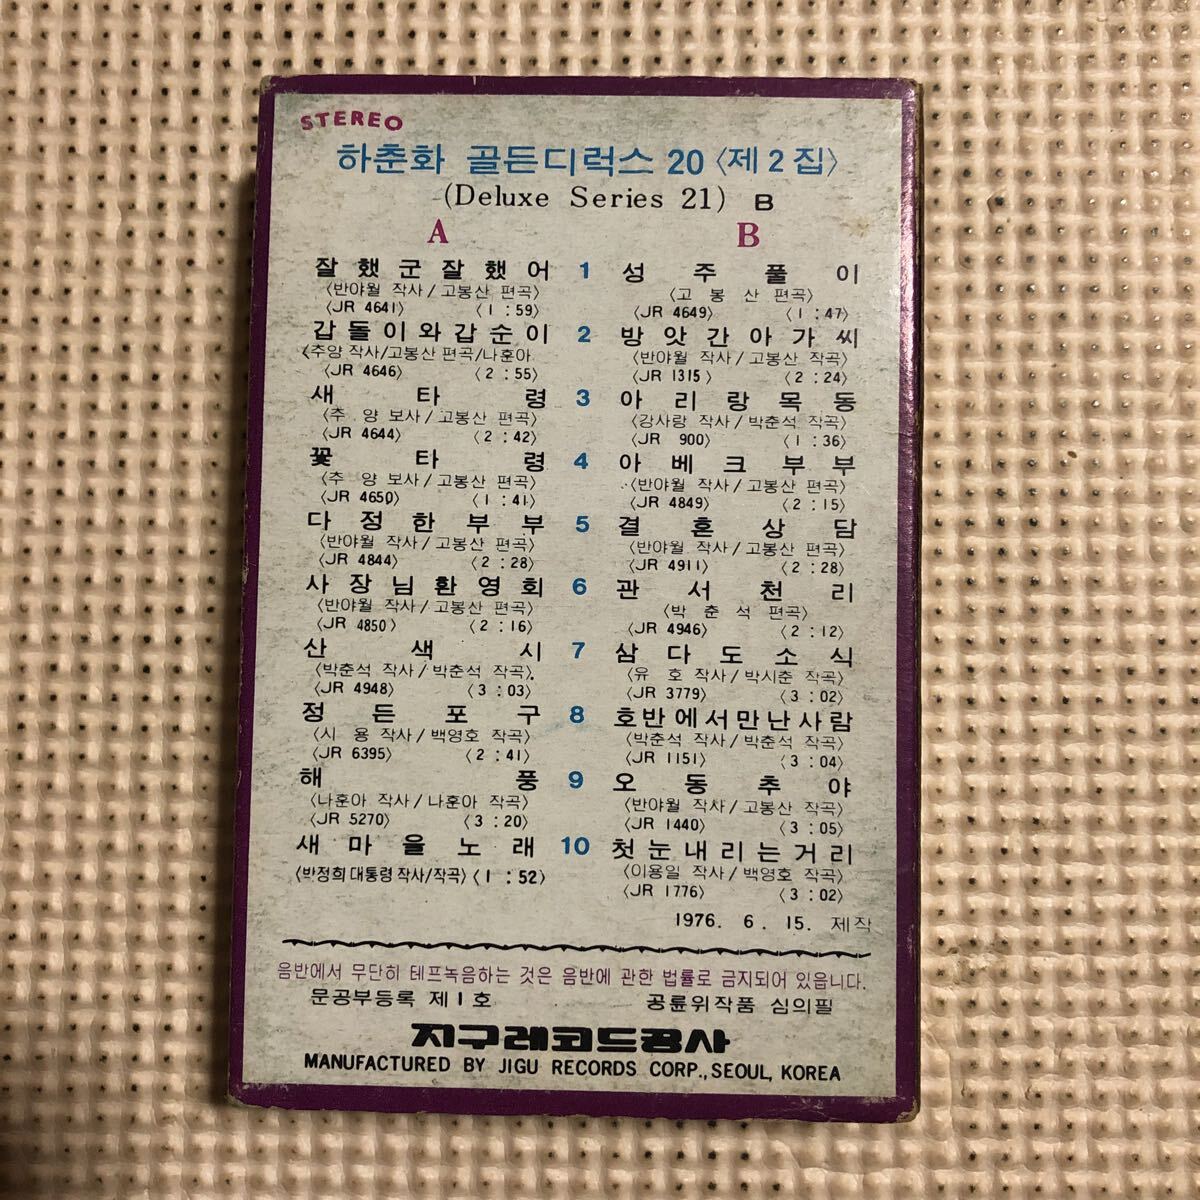 STEREO
하춘화 골든디럭스 20 〈제2집〉
(Deluxe Series 21) B
A
잘했군잘했어 1
〈반야월 작사/고봉산 편곡〉
〈JR 4641〉 〈1:59〉
갑돌이와갑순이 2
〈추양 작사/고봉산 편곡/나훈아
〈JR 4646〉 〈2:55〉
새타령 3
〈추 양 보사/고봉산 편곡〉
〈JR 4644〉 〈2:42〉
꽃타령 4
〈추 양 보사/고봉산 편곡〉
〈JR 4650〉 〈1:41〉
다정한부부 5
〈반야월 작사/고봉산 편곡〉
〈JR 4844〉 〈2:28〉
사장님환영회 6
〈반야월 작사/고봉산 편곡〉
〈JR 4850〉 〈2:16〉
산색시 7
〈박춘석 작사/박춘석 작곡〉
〈JR 4948〉 〈3:03〉
정든포구 8
〈시 용 작사/백영호 작곡〉
〈JR 6395〉 〈2:41〉
해풍 9
〈나훈아 작사/나훈아 작곡〉
〈JR 5270〉 〈3:20〉
새마을노래 10
〈박정희대통령작사/작곡〉〈1:52〉
B
성주풀이
〈고 봉 산 편곡〉
〈JR 4649〉 〈1:47〉
방앗간아가씨
〈반야월 작사/고봉산 작곡〉
〈JR 1315〉 〈2:24〉
아리랑목동
〈강사랑 작사/박춘석 작곡〉
〈JR 900〉 〈1:36〉
아베크부부
〈반야월 작사/고봉산 편곡〉
〈JR 4849〉 〈2:15〉
결혼상담
〈반야월 작사/고봉산 편곡〉
〈JR 4911〉 〈2:28〉
관서천리
〈박 춘 석 편곡〉
〈JR 4946〉 〈2:12〉
삼다도소식
〈유 호 작사/박시춘 작곡〉
〈JR 3779〉 〈3:02〉
호반에서만난사람
〈박춘석 작사/박춘석 작곡〉
〈JR 1151〉 〈3:04〉
오동추야
〈반야월 작사/고봉산 편곡〉
〈JR 1440〉 〈3:05〉
첫눈내리는거리
〈이용일 작사/백영호 작곡〉
〈JR 1776〉 〈3:02〉
1976. 6. 15. 제작
음반에서 무단히 테프녹음하는 것은 음반에 관한 법률로 금지되어 있읍니다.
문공부등록 제1호 공륜위작품 심의필
지구레코드공사
MANUFACTURED BY JIGU RECORDS CORP., SEOUL, KOREA